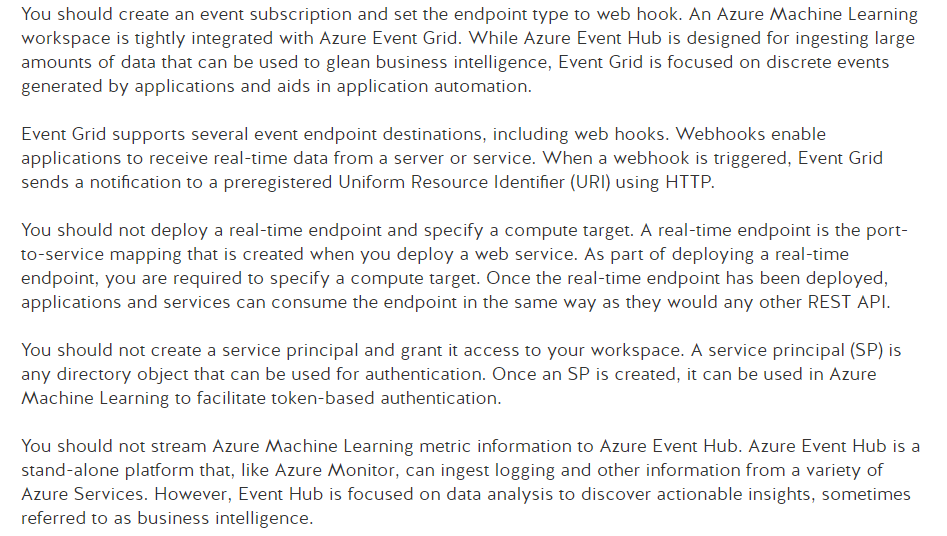 You should create an event subscription and set the endpoint type to web hook. An Azure Machine Learning
workspace is tightly integrated with Azure Event Grid. While Azure Event Hub is designed for ingesting large
amounts of data that can be used to glean business intelligence, Event Grid is focused on discrete events
generated by applications and aids in application automation.
Event Grid supports several event endpoint destinations, including web hooks. Webhooks enable
applications to receive real-time data from a server or service. When a webhook is triggered, Event Grid
sends a notification to a preregistered Uniform Resource Identifier (URI) using HTTP.
You should not deploy a real-time endpoint and specify a compute target. A real-time endpoint is the port-
to-service mapping that is created when you deploy a web service. As part of deploying a real-time
endpoint, you are required to specify a compute target. Once the real-time endpoint has been deployed,
applications and services can consume the endpoint in the same way as they would any other REST API.
You should not create a service principal and grant it access to your workspace. A service principal (SP) is
any directory object that can be used for authentication. Once an SP is created, it can be used in Azure
Machine Learning to facilitate token-based authentication.
You should not stream Azure Machine Learning metric information to Azure Event Hub. Azure Event Hub is a
stand-alone platform that, like Azure Monitor, can ingest logging and other information from a variety of
Azure Services. However, Event Hub is focused on data analysis to discover actionable insights, sometimes
referred to as business intelligence.